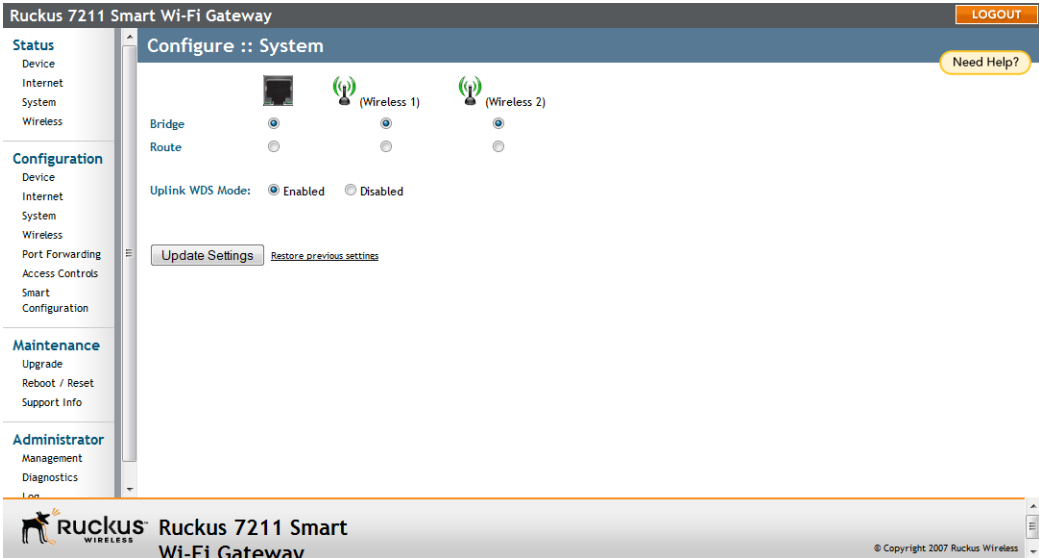 Ruckus 7211 Smart Wi-Fi Gateway
LOGOUT
Status
Device
Internet
System
Wireless
Configuration
Device
Internet
System
Wireless
Port Forwarding
Access Controls
Smart
Configuration
Maintenance
Upgrade
Reboot / Reset
Support Info
Administrator
Management
Diagnostics
Log
Configure :: System
Need Help?
(Wireless 1) (Wireless 2)
Bridge
Route
Uplink WDS Mode: Enabled Disabled
Update Settings Restore previous settings
RUCKUS WIRELESS
Ruckus 7211 Smart
Wi-Fi Gateway
© Copyright 2007 Ruckus Wireless